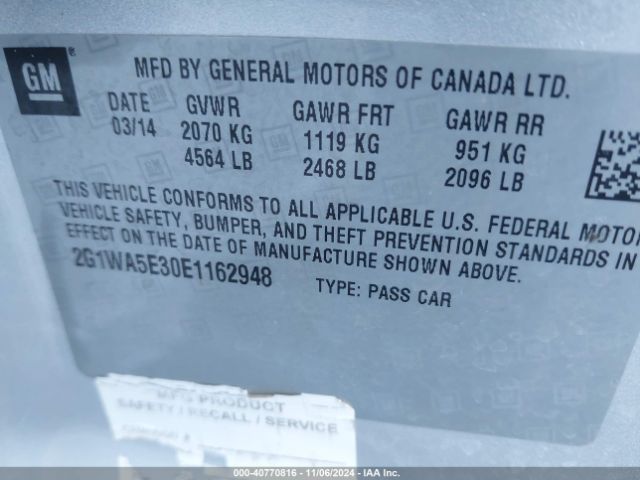 GM ®
MFD BY GENERAL MOTORS OF CANADA LTD.
DATE GVWR GAWR FRT GAWR RR
03/14 2070 KG 1119 KG 951 KG
4564 LB 2468 LB 2096 LB
THIS VEHICLE CONFORMS TO ALL APPLICABLE U.S. FEDERAL MOTOR
VEHICLE SAFETY, BUMPER, AND THEFT PREVENTION STANDARDS IN
EFFECT ON THE DATE OF MANUFACTURE SHOWN ABOVE.
2G1WA5E30E1162948 TYPE: PASS CAR
MFG PRODUCT
SAFETY / RECALL / SERVICE
000-40770816 - 11/06/2024 - IAA Inc.